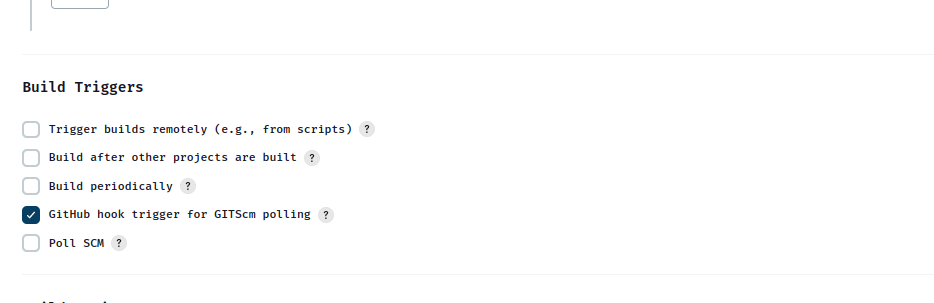 Build Triggers
Trigger builds remotely (e.g., from scripts) ?
Build after other projects are built ?
Build periodically ?
GitHub hook trigger for GITScm polling ?
Poll SCM ?